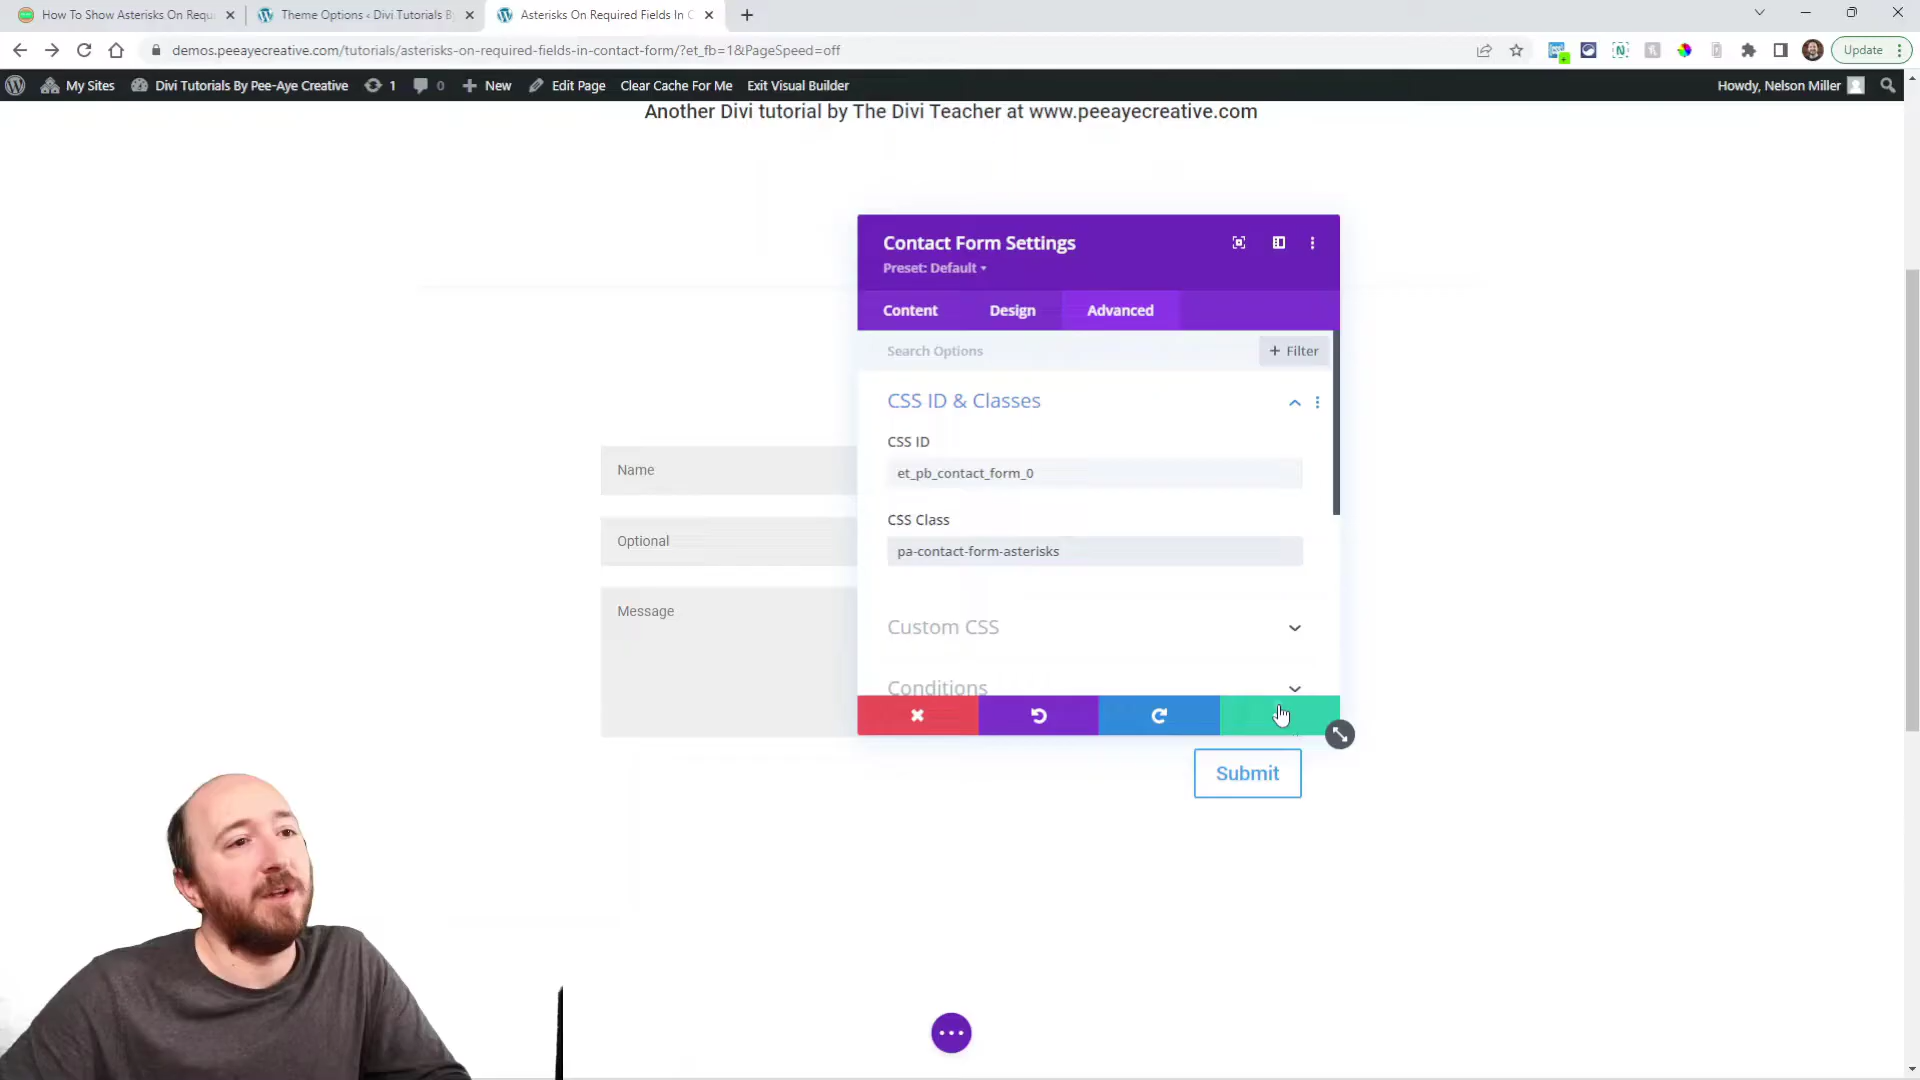 How To Show Asterisks On Requ
Theme Options ‹ Divi Tutorials B
Asterisks On Required Fields In C
demos.peeayecreative.com/tutorials/asterisks-on-required-fields-in-contact-form/?et_fb=1&PageSpeed=off
Update
My Sites
Divi Tutorials By Pee-Aye Creative
1
0
New
Edit Page
Clear Cache For Me
Exit Visual Builder
Howdy, Nelson Miller
Another Divi tutorial by The Divi Teacher at www.peeayecreative.com
Contact Form Settings
Preset: Default
Content
Design
Advanced
Search Options
+ Filter
CSS ID & Classes
CSS ID
et_pb_contact_form_0
CSS Class
pa-contact-form-asterisks
Custom CSS
Conditions
Name
Optional
Message
Submit